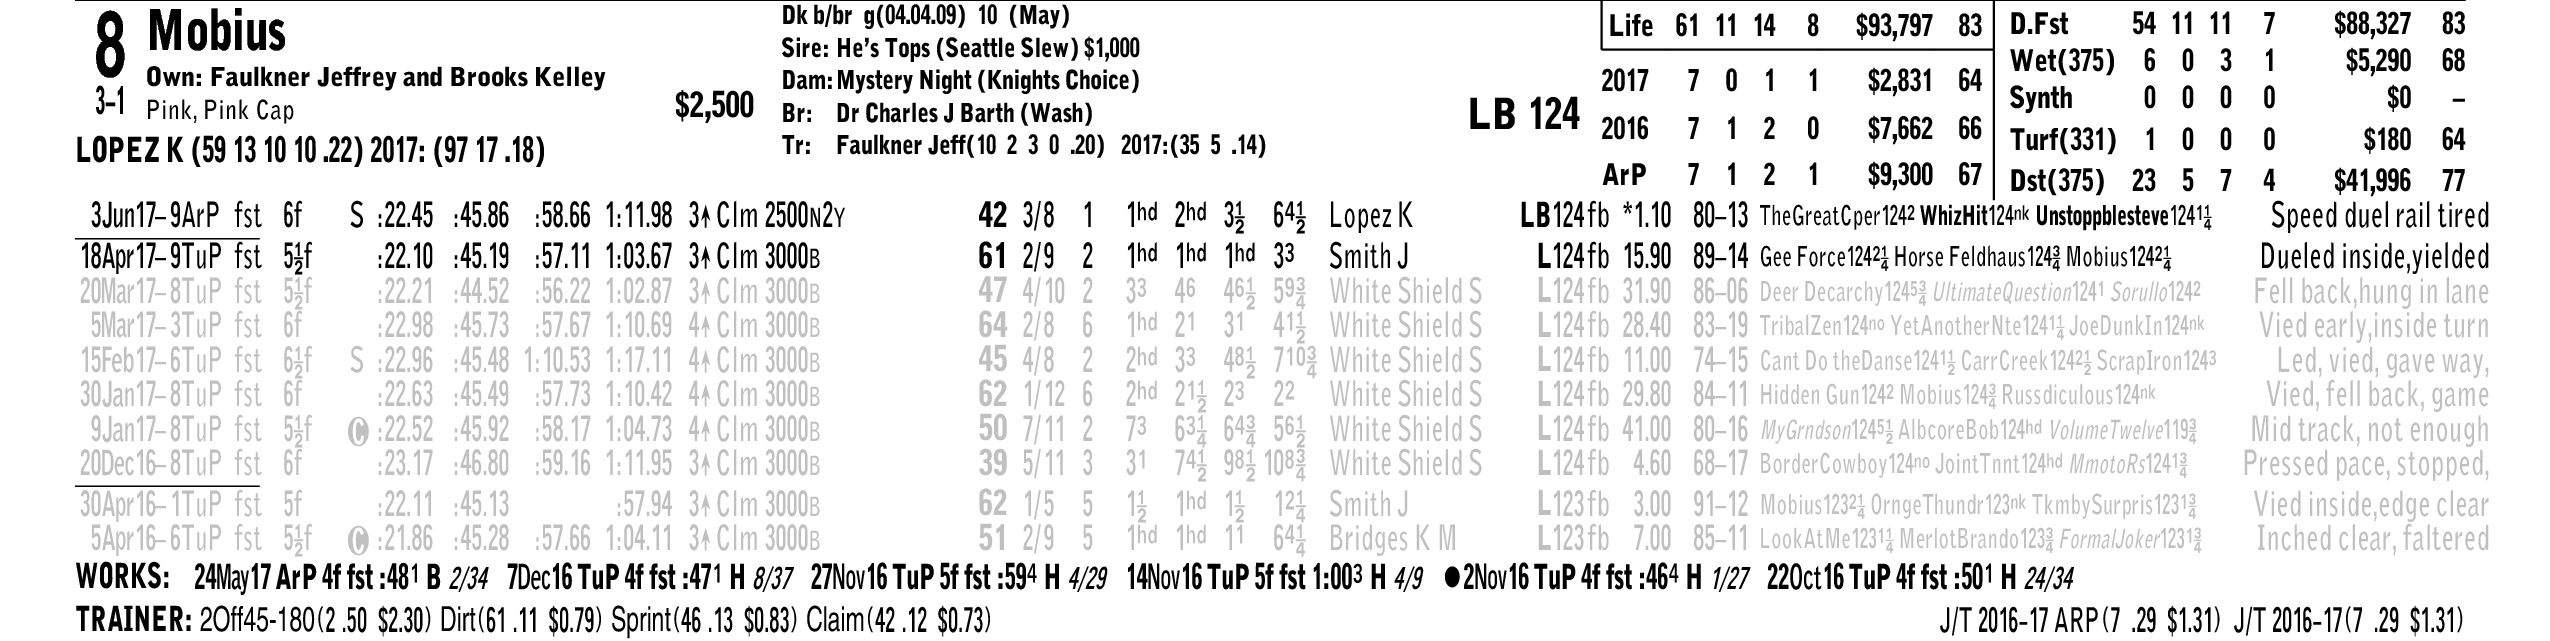 8 Mobius
Own: Faulkner Jeffrey and Brooks Kelley
3–1 Pink, Pink Cap $2,500
LOPEZ K (59 13 10 10 .22) 2017: (97 17 .18)
Dk b/br g(04.04.09) 10 (May)
Sire: He's Tops (Seattle Slew) $1,000
Dam: Mystery Night (Knights Choice)
Br: Dr Charles J Barth (Wash)
Tr: Faulkner Jeff(10 2 3 0 .20) 2017:(35 5 .14)
LB 124
Life 61 11 14 8 $93,797 83
2017 7 0 1 1 $2,831 64
2016 7 1 2 0 $7,662 66
ArP 7 1 2 1 $9,300 67
D.Fst 54 11 11 7 $88,327 83
Wet(375) 6 0 3 1 $5,290 68
Synth 0 0 0 0 $0 –
Turf(331) 1 0 0 0 $180 64
Dst(375) 23 5 7 4 $41,996 77
3Jun17–9ArP fst 6f S :22.45 :45.86 :58.66 1:11.98 3↑ Clm 2500N2Y 42 3/8 1 1hd 2hd 3½ 64½ Lopez K LB124fb *1.10 80–13 TheGreatCper1242 WhizHit124nk Unstoppblesteve1241¼ Speed duel rail tired
18Apr17–9TuP fst 5½f :22.10 :45.19 :57.11 1:03.67 3↑ Clm 3000B 61 2/9 2 1hd 1hd 1hd 33 Smith J L124fb 15.90 89–14 Gee Force1242¼ Horse Feldhaus124¾ Mobius1242¼ Dueled inside,yielded
20Mar17–8TuP fst 5½f :22.21 :44.52 :56.22 1:02.87 3↑ Clm 3000B 47 4/10 2 33 46 46½ 59¾ White Shield S L124fb 31.90 86–06 Deer Decarchy1245¾ UltimateQuestion1241 Sorullo1242 Fell back,hung in lane
5Mar17–3TuP fst 6f :22.98 :45.73 :57.67 1:10.69 4↑ Clm 3000B 64 2/8 6 1hd 21 31 41½ White Shield S L124fb 28.40 83–19 TribalZen124no YetAnotherNte1241¼ JoeDunkIn124nk Vied early,inside turn
15Feb17–6TuP fst 6½f S :22.96 :45.48 1:10.53 1:17.11 4↑ Clm 3000B 45 4/8 2 2hd 33 48½ 710¾ White Shield S L124fb 11.00 74–15 Cant Do theDanse1241½ CarrCreek1242½ ScrapIron1243 Led, vied, gave way,
30Jan17–8TuP fst 6f :22.63 :45.49 :57.73 1:10.42 4↑ Clm 3000B 62 1/12 6 2hd 21½ 23 22 White Shield S L124fb 29.80 84–11 Hidden Gun1242 Mobius124¾ Russdiculous124nk Vied, fell back, game
9Jan17–8TuP fst 5½f Ⓒ :22.52 :45.92 :58.17 1:04.73 4↑ Clm 3000B 50 7/11 2 73 63¼ 64¾ 56½ White Shield S L124fb 41.00 80–16 MyGrndson1245½ AlbcoreBob124hd VolumeTwelve119¾ Mid track, not enough
20Dec16–8TuP fst 6f :23.17 :46.80 :59.16 1:11.95 3↑ Clm 3000B 39 5/11 3 31 74½ 98½ 108¾ White Shield S L124fb 4.60 68–17 BorderCowboy124no JointTnnt124hd MmotoRs1241¾ Pressed pace, stopped,
30Apr16–1TuP fst 5f :22.11 :45.13 :57.94 3↑ Clm 3000B 62 1/5 5 1½ 1hd 1½ 12¼ Smith J L123fb 3.00 91–12 Mobius1232¼ OrngeThundr123nk TkmbySurpris1231¾ Vied inside,edge clear
5Apr16–6TuP fst 5½f Ⓒ :21.86 :45.28 :57.66 1:04.11 3↑ Clm 3000B 51 2/9 5 1hd 1hd 11 64¼ Bridges K M L123fb 7.00 85–11 LookAtMe1231¼ MerlotBrando123¾ FormalJoker1231¾ Inched clear, faltered
WORKS: 24May17 ArP 4f fst :481 B 2/34 7Dec16 TuP 4f fst :471 H 8/37 27Nov16 TuP 5f fst :594 H 4/29 14Nov16 TuP 5f fst 1:003 H 4/9 ●2Nov16 TuP 4f fst :464 H 1/27 22Oct16 TuP 4f fst :501 H 24/34
TRAINER: 2Off45-180(2 .50 $2.30) Dirt(61 .11 $0.79) Sprint(46 .13 $0.83) Claim(42 .12 $0.73) J/T 2016-17 ARP(7 .29 $1.31) J/T 2016-17(7 .29 $1.31)